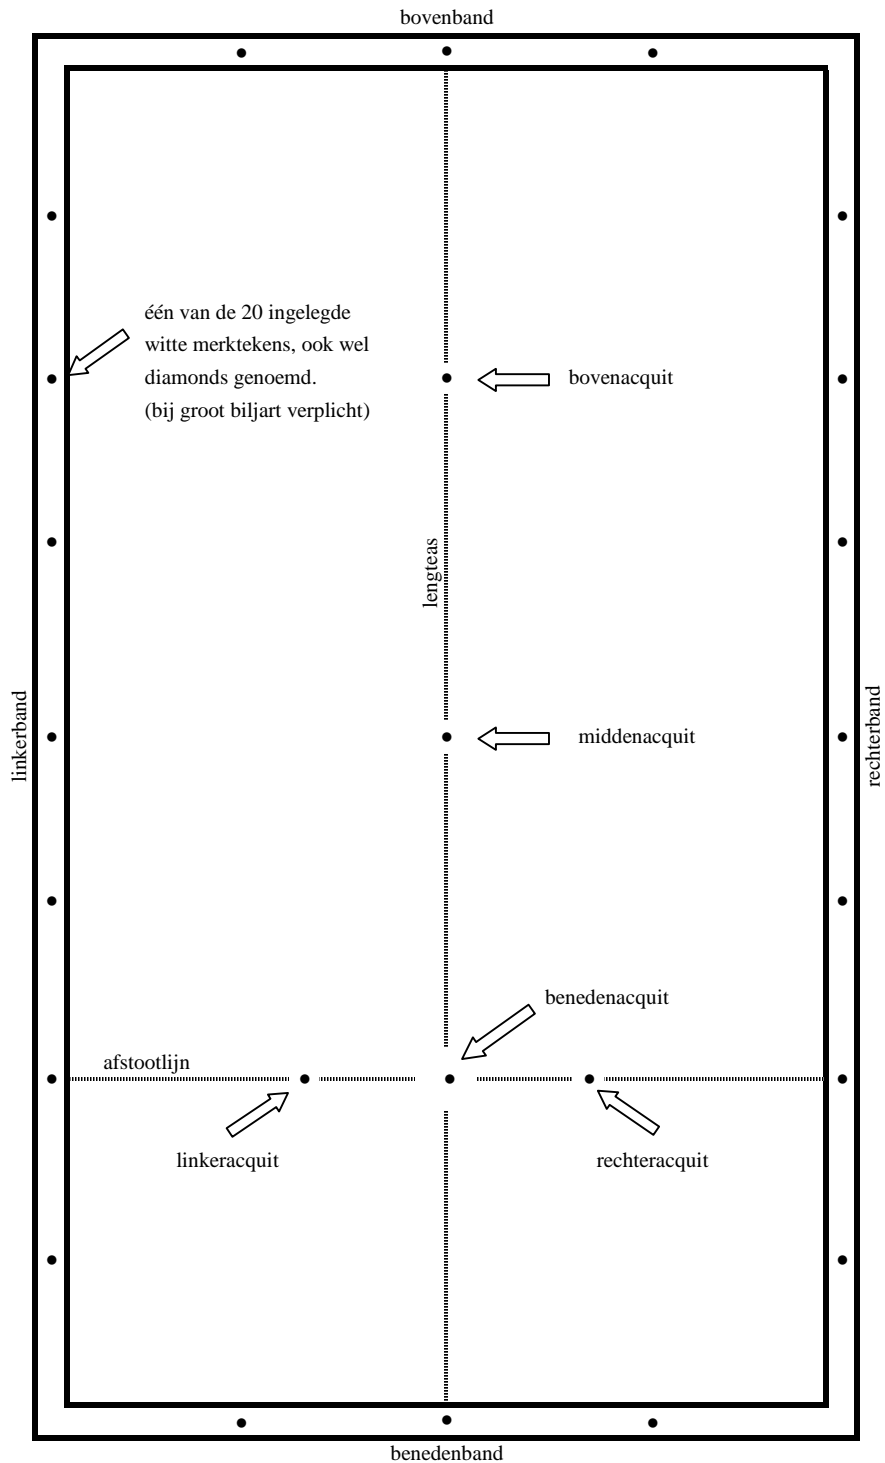 bovenband
één van de 20 ingelegde
witte merktekens, ook wel
diamonds genoemd.
(bij groot biljart verplicht)
bovenacquit
lengteas
linkerband
rechterband
middenacquit
benedenacquit
afstootlijn
linkeracquit
rechteracquit
benedenband